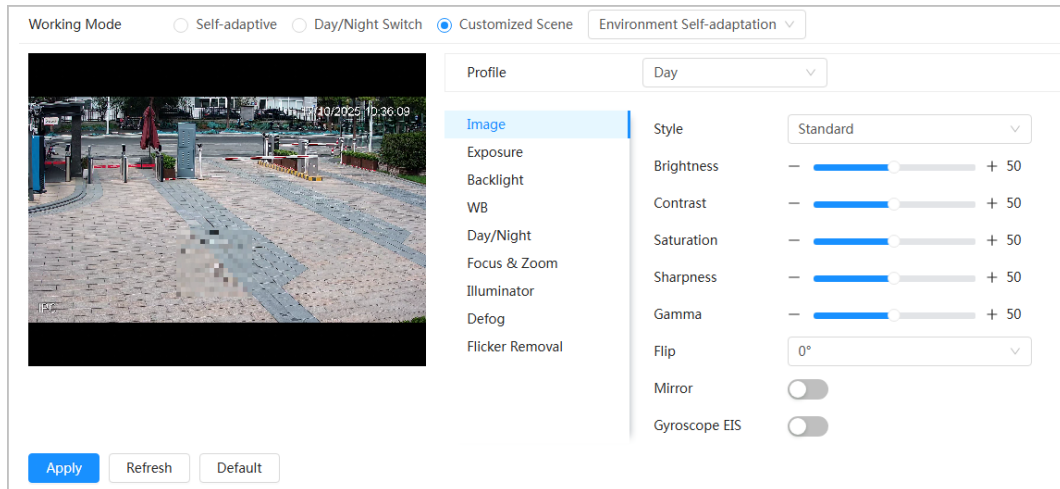 Working Mode Self-adaptive Day/Night Switch Customized Scene Environment Self-adaptation
Profile Day
10/2025 10:36:09
IPC
Image
Exposure
Backlight
WB
Day/Night
Focus & Zoom
Illuminator
Defog
Flicker Removal
Style Standard
Brightness − + 50
Contrast − + 50
Saturation − + 50
Sharpness − + 50
Gamma − + 50
Flip 0°
Mirror
Gyroscope EIS
Apply Refresh Default